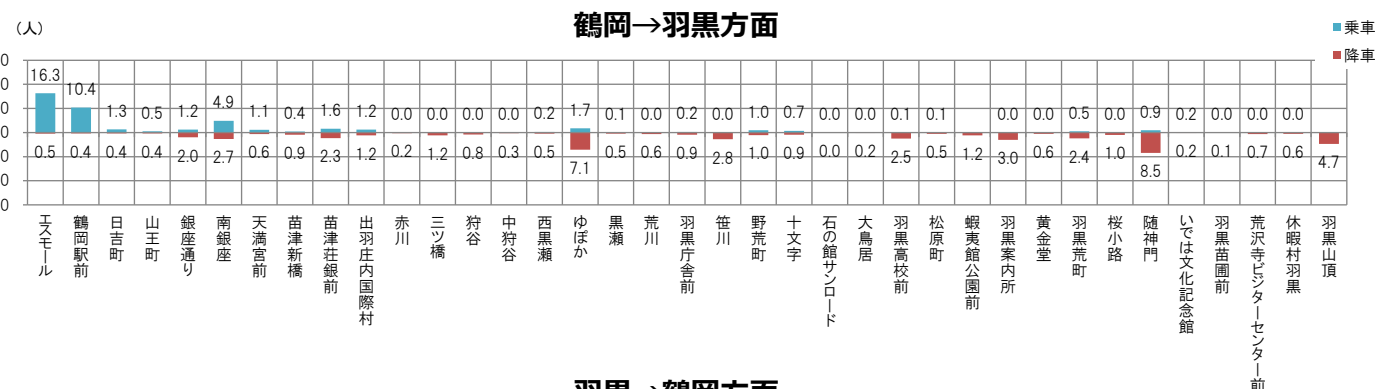 鶴岡→羽黒方面
(人)
乗車
降車
0
0
0
0
0
0
0
16.3 10.4 1.3 0.5 1.2 4.9 1.1 0.4 1.6 1.2 0.0 0.0 0.0 0.0 0.2 1.7 0.1 0.0 0.2 0.0 1.0 0.7 0.0 0.0 0.1 0.1 0.0 0.0 0.5 0.0 0.9 0.2 0.0 0.0 0.0
0.5 0.4 0.4 0.4 2.0 2.7 0.6 0.9 2.3 1.2 0.2 1.2 0.8 0.3 0.5 7.1 0.5 0.6 0.9 2.8 1.0 0.9 0.0 0.2 2.5 0.5 1.2 3.0 0.6 2.4 1.0 8.5 0.2 0.1 0.7 0.6 4.7
エスモール
鶴岡駅前
日吉町
山王町
銀座通り
南銀座
天満宮前
苗津新橋
苗津荘銀前
出羽庄内国際村
赤川
三ツ橋
狩谷
中狩谷
西黒瀬
ゆぽか
黒瀬
荒川
羽黒庁舎前
笹川
野荒町
十文字
石の館サンロード
大鳥居
羽黒高校前
松原町
蝦夷館公園前
羽黒案内所
黄金堂
羽黒荒町
桜小路
随神門
いでは文化記念館
羽黒苗圃前
荒沢寺ビジターセンター前
休暇村羽黒
羽黒山頂
羽黒→鶴岡方面